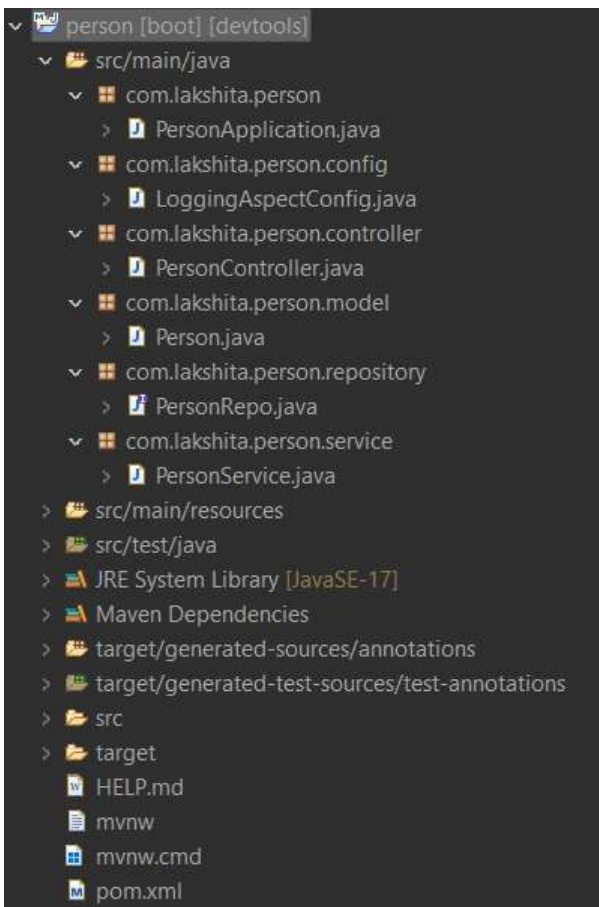 person [boot] [devtools]
src/main/java
com.lakshita.person
PersonApplication.java
com.lakshita.person.config
LoggingAspectConfig.java
com.lakshita.person.controller
PersonController.java
com.lakshita.person.model
Person.java
com.lakshita.person.repository
PersonRepo.java
com.lakshita.person.service
PersonService.java
src/main/resources
src/test/java
JRE System Library [JavaSE-17]
Maven Dependencies
target/generated-sources/annotations
target/generated-test-sources/test-annotations
src
target
HELP.md
mvnw
mvnw.cmd
pom.xml